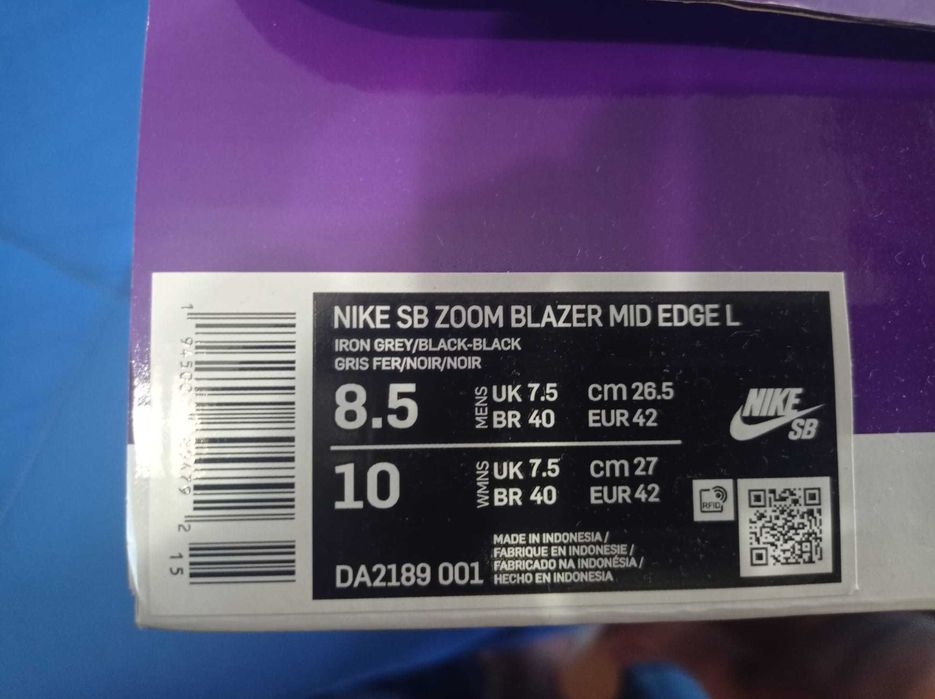 NIKE SB ZOOM BLAZER MID EDGE L
IRON GREY/BLACK-BLACK
GRIS FER/NOIR/NOIR
8.5 MENS UK 7.5 cm 26.5
BR 40 EUR 42
10 WMNS UK 7.5 cm 27
BR 40 EUR 42
NIKE
SB
RFID
MADE IN INDONESIA /
FABRIQUE EN INDONESIE /
FABRICADO NA INDONÉSIA /
HECHO EN INDONESIA
DA2189 001
2
15